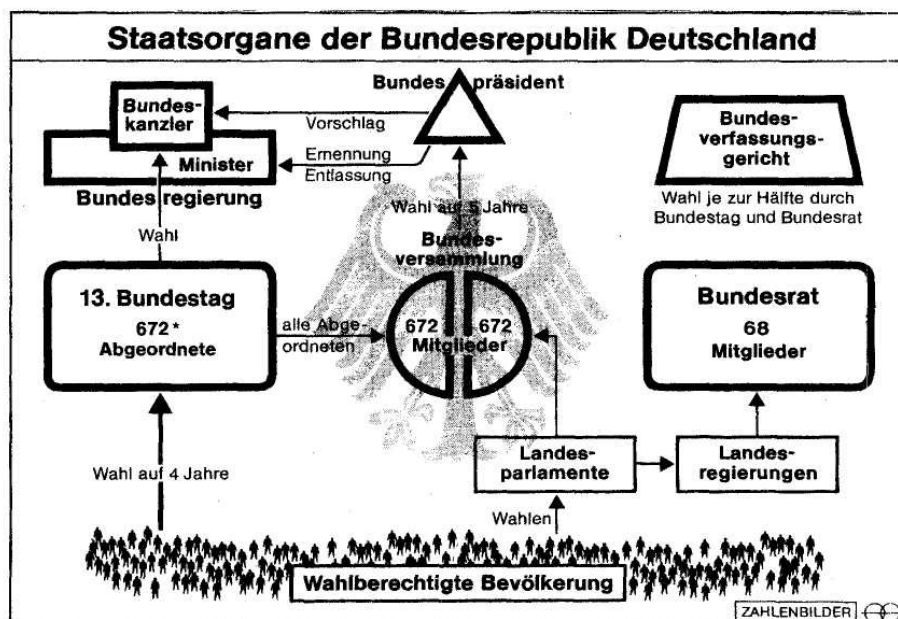 Staatsorgane der Bundesrepublik Deutschland
Bundes präsident
Bundes-
kanzler
Vorschlag
Minister
Ernennung
Entlassung
Bundes regierung
Bundes-
verfassungs-
gericht
Wahl je zur Hälfte durch
Bundestag und Bundesrat
Wahl
Wahl auf 5 Jahre
Bundes-
versammlung
13. Bundestag
672*
Abgeordnete
alle Abge-
ordneten
672 672
Mitglieder
Bundesrat
68
Mitglieder
Wahl auf 4 Jahre
Landes-
parlamente
Landes-
regierungen
Wahlen
Wahlberechtigte Bevölkerung
ZAHLENBILDER